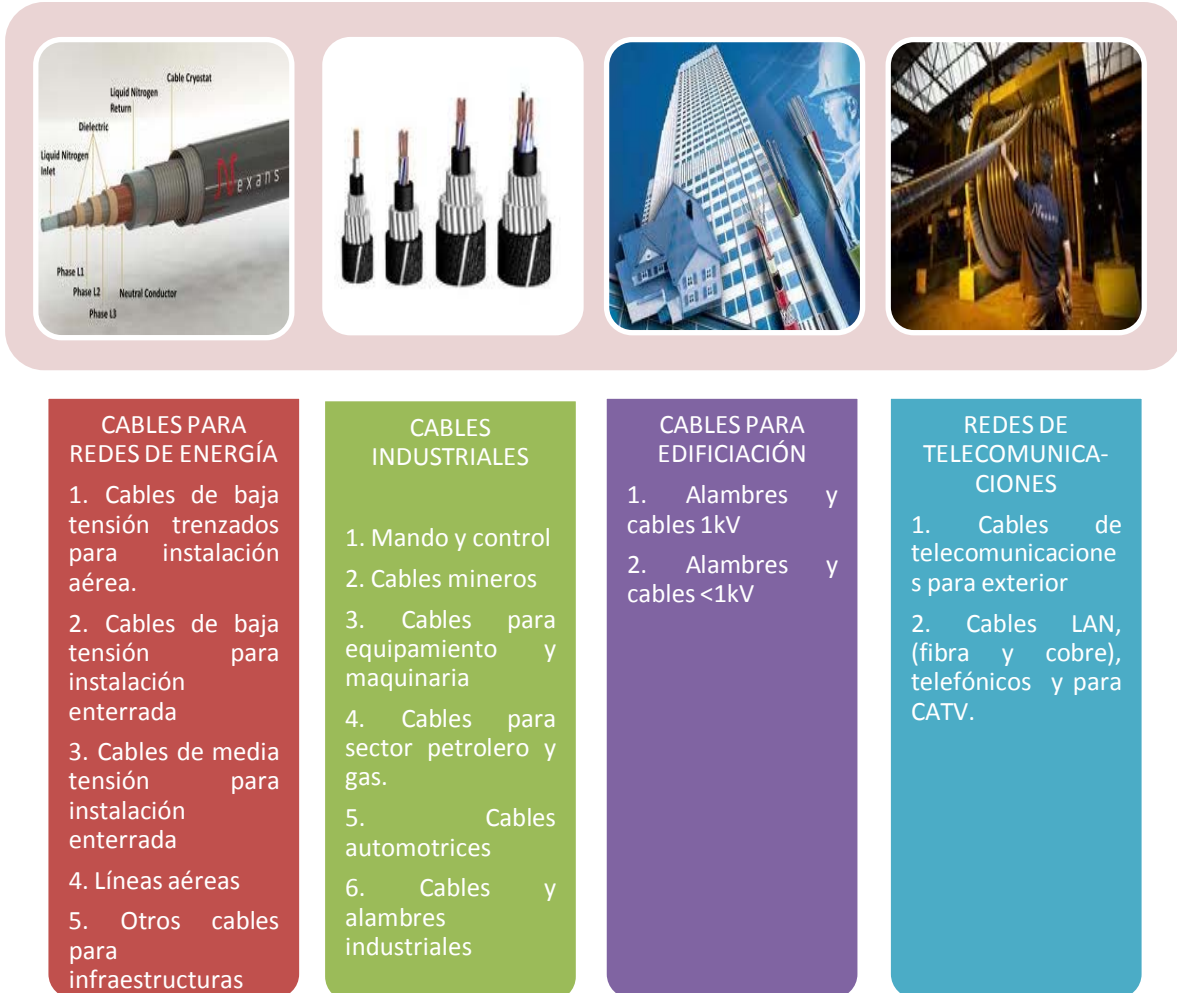 Cable Cryostat
Liquid Nitrogen
Return
Dielectric
Liquid Nitrogen
Inlet
Nexans
Phase L1
Phase L2
Neutral Conductor
Phase L3
CABLES PARA
REDES DE ENERGÍA
1. Cables de baja
tensión trenzados
para instalación
aérea.
2. Cables de baja
tensión para
instalación
enterrada
3. Cables de media
tensión para
instalación
enterrada
4. Líneas aéreas
5. Otros cables
para
infraestructuras
CABLES
INDUSTRIALES
1. Mando y control
2. Cables mineros
3. Cables para
equipamiento y
maquinaria
4. Cables para
sector petrolero y
gas.
5. Cables
automotrices
6. Cables y
alambres
industriales
CABLES PARA
EDIFICIACIÓN
1. Alambres y
cables 1kV
2. Alambres y
cables <1kV
REDES DE
TELECOMUNICA-
CIONES
1. Cables de
telecomunicacione
s para exterior
2. Cables LAN,
(fibra y cobre),
telefónicos y para
CATV.